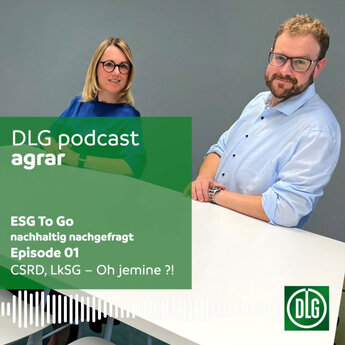 DLG podcast
agrar
ESG To Go
nachhaltig nachgefragt
Episode 01
CSRD, LkSG – Oh jemine ?!
DLG